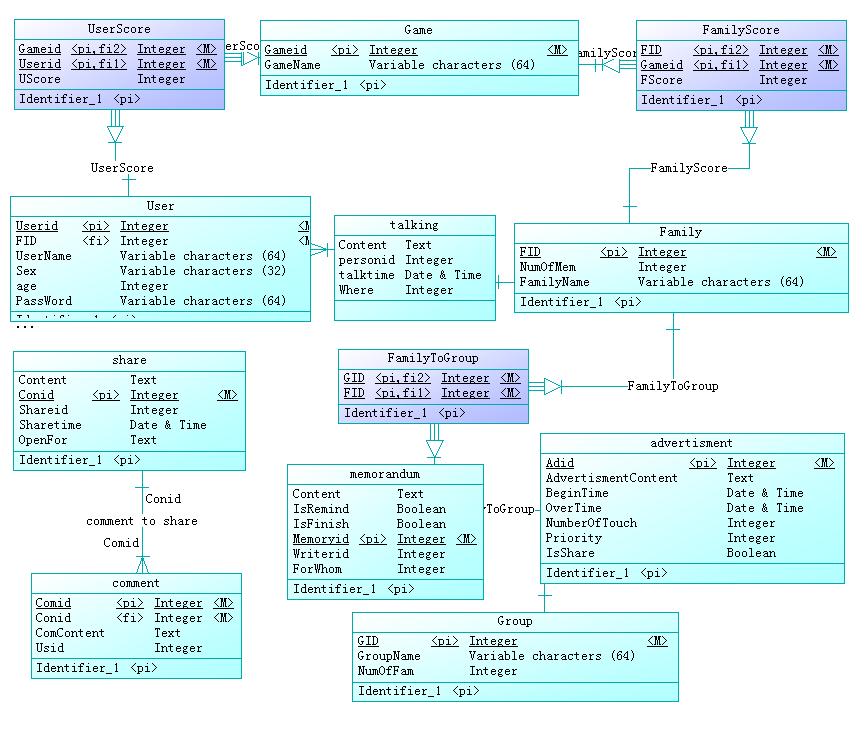 UserScore
Gameid <pi,fi2> Integer <M>
Userid <pi,fi1> Integer <M>
UScore Integer
Identifier_1 <pi>
Game
Gameid <pi> Integer <M>
GameName Variable characters (64)
Identifier_1 <pi>
FamilyScore
FID <pi,fi2> Integer <M>
Gameid <pi,fi1> Integer <M>
FScore Integer
Identifier_1 <pi>
UserScore
FamilyScore
User
Userid <pi> Integer
FID <fi> Integer
UserName Variable characters (64)
Sex Variable characters (32)
age Integer
PassWord Variable characters (64)
...
talking
Content Text
personid Integer
talktime Date & Time
Where Integer
Family
FID <pi> Integer <M>
NumOfMem Integer
FamilyName Variable characters (64)
Identifier_1 <pi>
share
Content Text
Conid <pi> Integer <M>
Shareid Integer
Sharetime Date & Time
OpenFor Text
Identifier_1 <pi>
FamilyToGroup
GID <pi,fi2> Integer <M>
FID <pi,fi1> Integer <M>
Identifier_1 <pi>
FamilyToGroup
memorandum
Content Text
IsRemind Boolean
IsFinish Boolean
Memoryid <pi> Integer <M>
Writerid Integer
ForWhom Integer
Identifier_1 <pi>
ToGroup
advertisment
Adid <pi> Integer <M>
AdvertismentContent Text
BeginTime Date & Time
OverTime Date & Time
NumberOfTouch Integer
Priority Integer
IsShare Boolean
Identifier_1 <pi>
Conid
comment to share
Comid
comment
Comid <pi> Integer <M>
Conid <fi> Integer <M>
ComContent Text
Usid Integer
Identifier_1 <pi>
Group
GID <pi> Integer <M>
GroupName Variable characters (64)
NumOfFam Integer
Identifier_1 <pi>